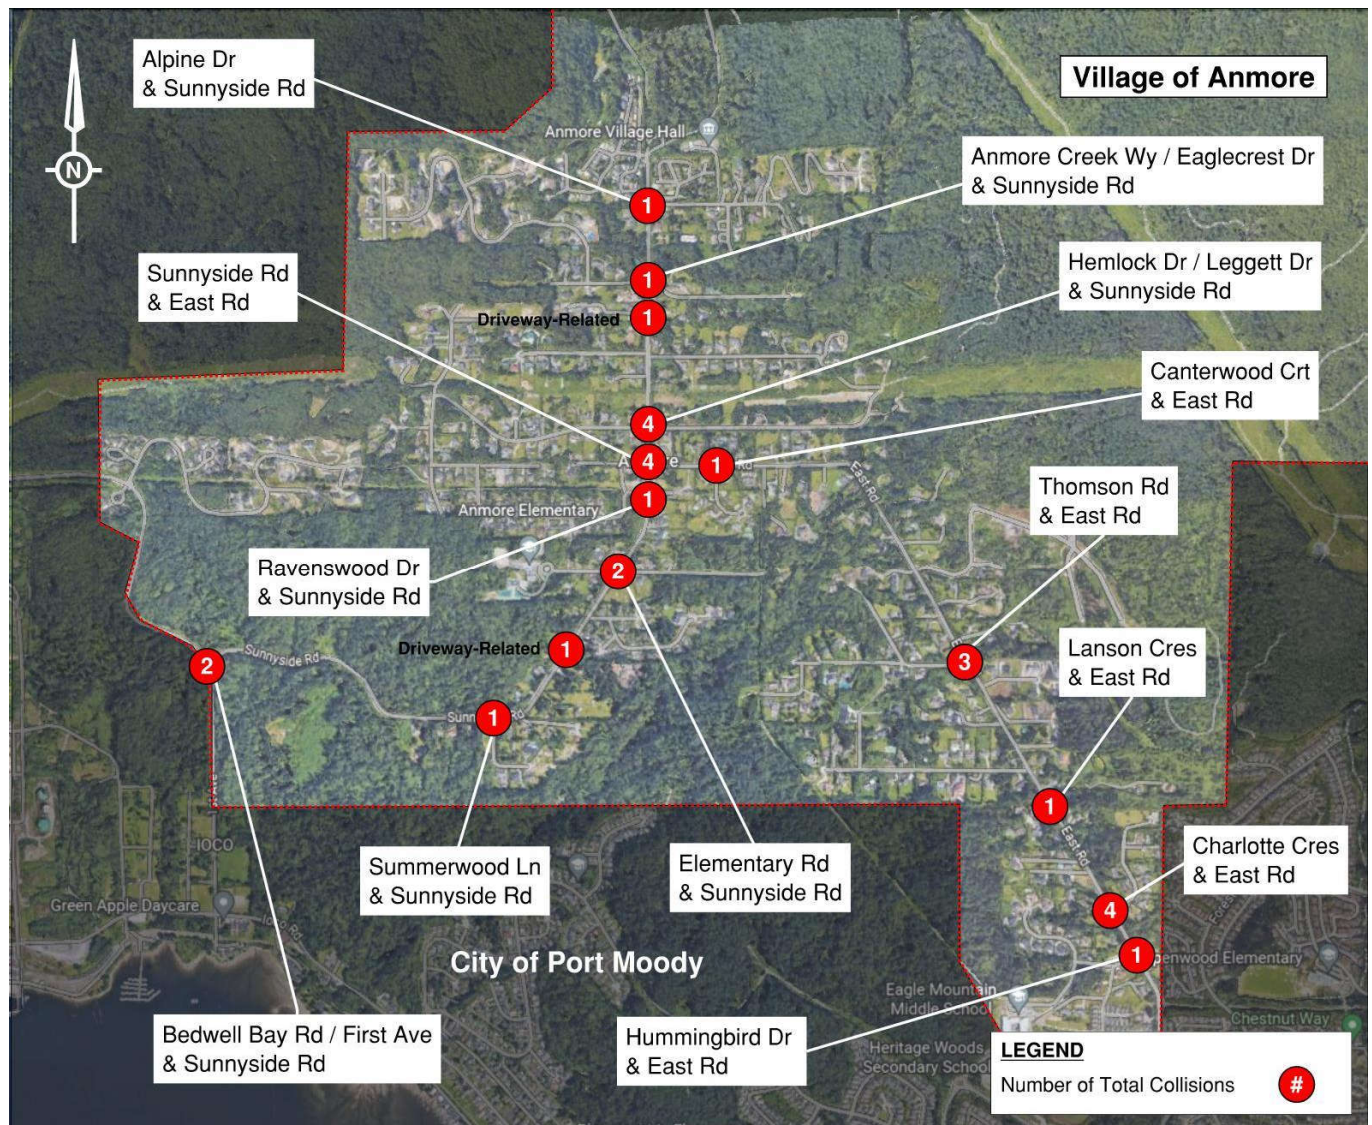 Alpine Dr
& Sunnyside Rd
Village of Anmore
N
Anmore Village Hall
Anmore Creek Wy / Eaglecrest Dr
& Sunnyside Rd
1
Sunnyside Rd
& East Rd
Hemlock Dr / Leggett Dr
& Sunnyside Rd
1
Driveway-Related
1
Canterwood Crt
& East Rd
4
4
1
East Rd
Thomson Rd
& East Rd
1
Anmore Elementary
Ravenswood Dr
& Sunnyside Rd
2
Driveway-Related
1
Sunnyside Rd
2
3
Lanson Cres
& East Rd
1
1
East Rd
IOCO
Summerwood Ln
& Sunnyside Rd
Elementary Rd
& Sunnyside Rd
Charlotte Cres
& East Rd
Green Apple Daycare
Ioco Rd
4
1
City of Port Moody
Eagle Mountain
Middle School
Chestnut Way
Bedwell Bay Rd / First Ave
& Sunnyside Rd
Hummingbird Dr
& East Rd
Heritage Woods
Secondary School
LEGEND
Number of Total Collisions
#